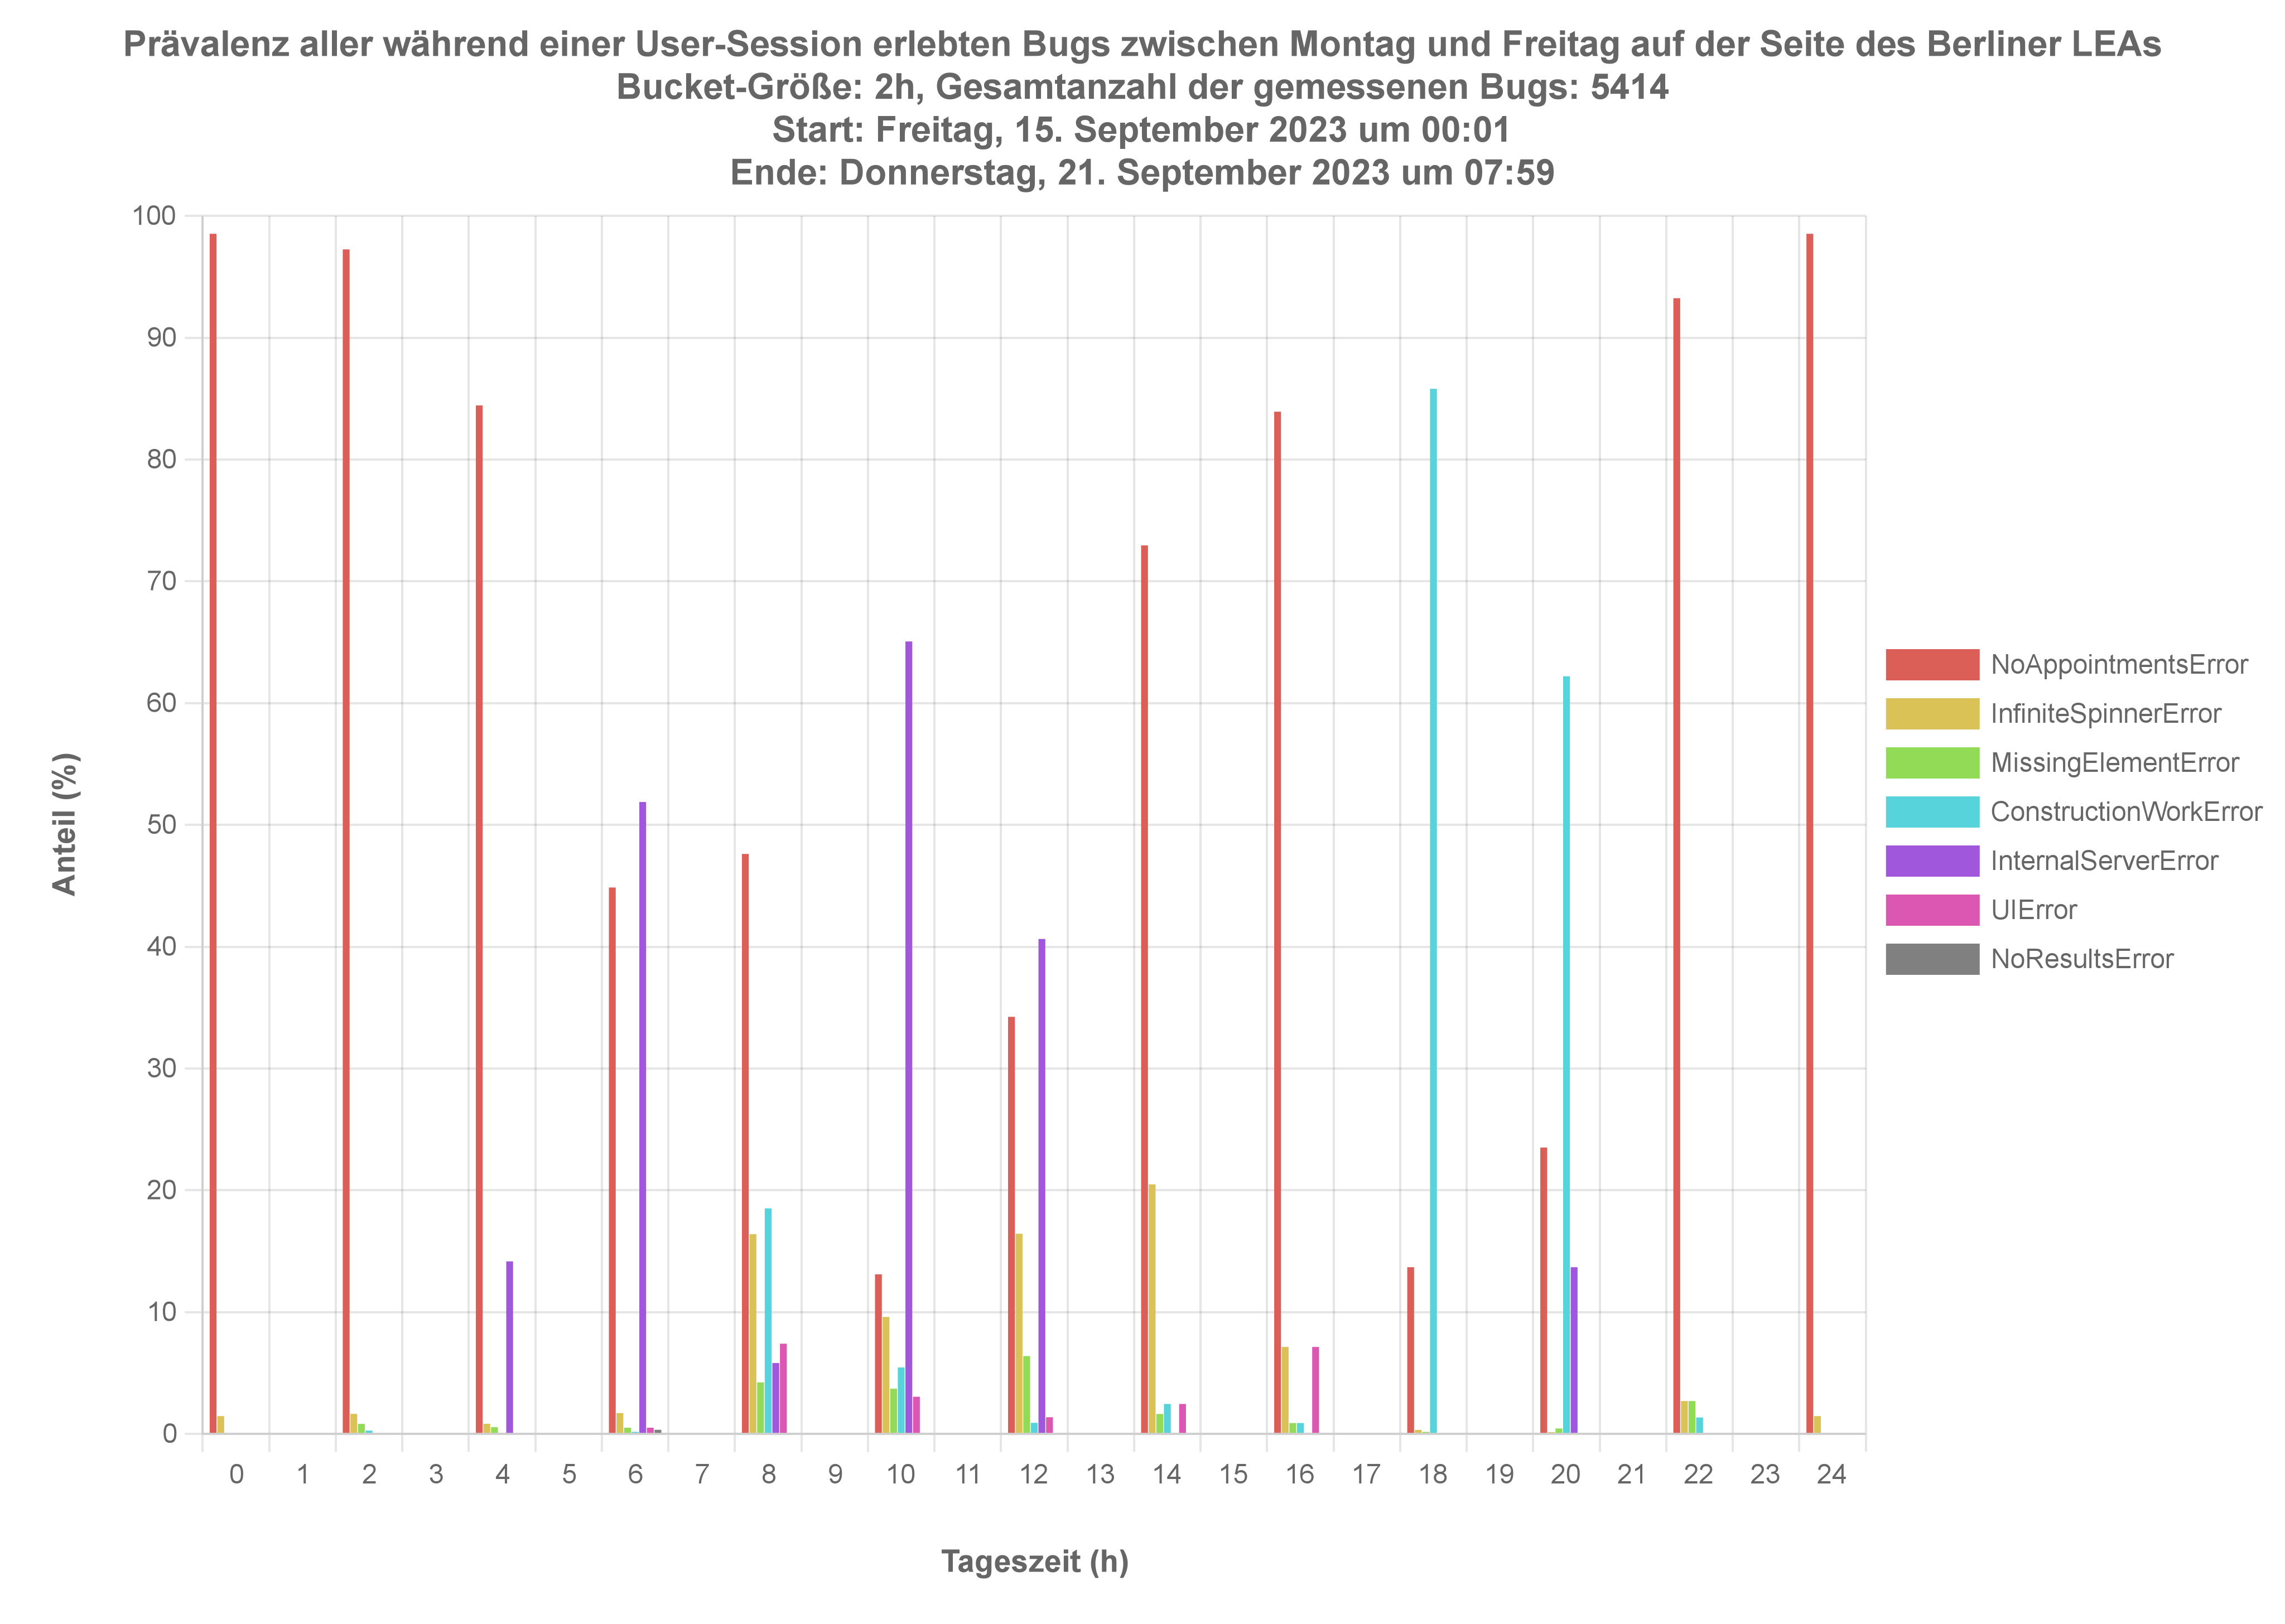 Prävalenz aller während einer User-Session erlebten Bugs zwischen Montag und Freitag auf der Seite des Berliner LEAs
Bucket-Größe: 2h, Gesamtanzahl der gemessenen Bugs: 5414
Start: Freitag, 15. September 2023 um 00:01
Ende: Donnerstag, 21. September 2023 um 07:59
100
90
80
70
60
50
40
30
20
10
0
Anteil (%)
0 1 2 3 4 5 6 7 8 9 10 11 12 13 14 15 16 17 18 19 20 21 22 23 24
Tageszeit (h)
NoAppointmentsError
InfiniteSpinnerError
MissingElementError
ConstructionWorkError
InternalServerError
UIError
NoResultsError